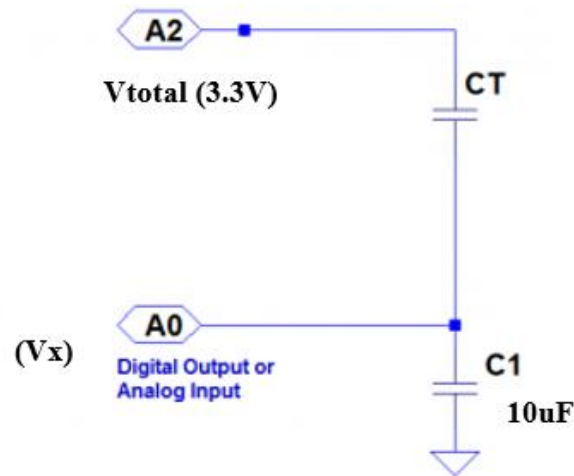 A2
Vtotal (3.3V)
CT
A0
(Vx)
Digital Output or
Analog Input
C1
10uF